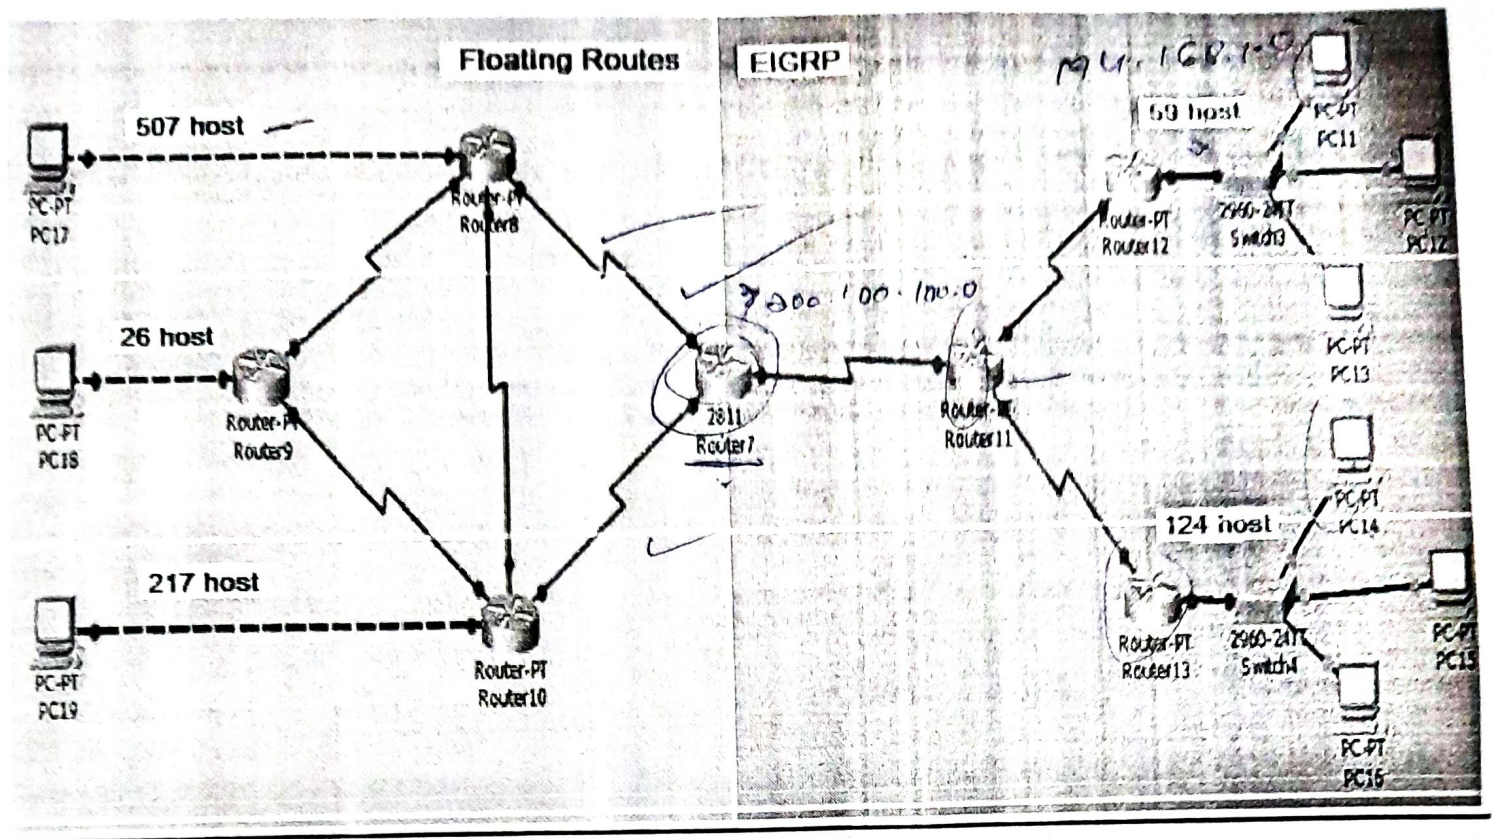 Floating Routes
EIGRP
507 host
59 host
PC-PT
PC11
PC-PT
PC17
Router-PT
Router8
Router-PT
Router12
2960-24TT
Switch3
PC-PT
PC12
200.100.100.0
26 host
PC-PT
PC13
PC-PT
PC18
Router-PT
Router9
2811
Router7
Router-PT
Router11
124 host
PC-PT
PC14
217 host
PC-PT
PC19
Router-PT
Router10
Router-PT
Router13
2960-24TT
Switch4
PC-PT
PC15
PC-PT
PC16